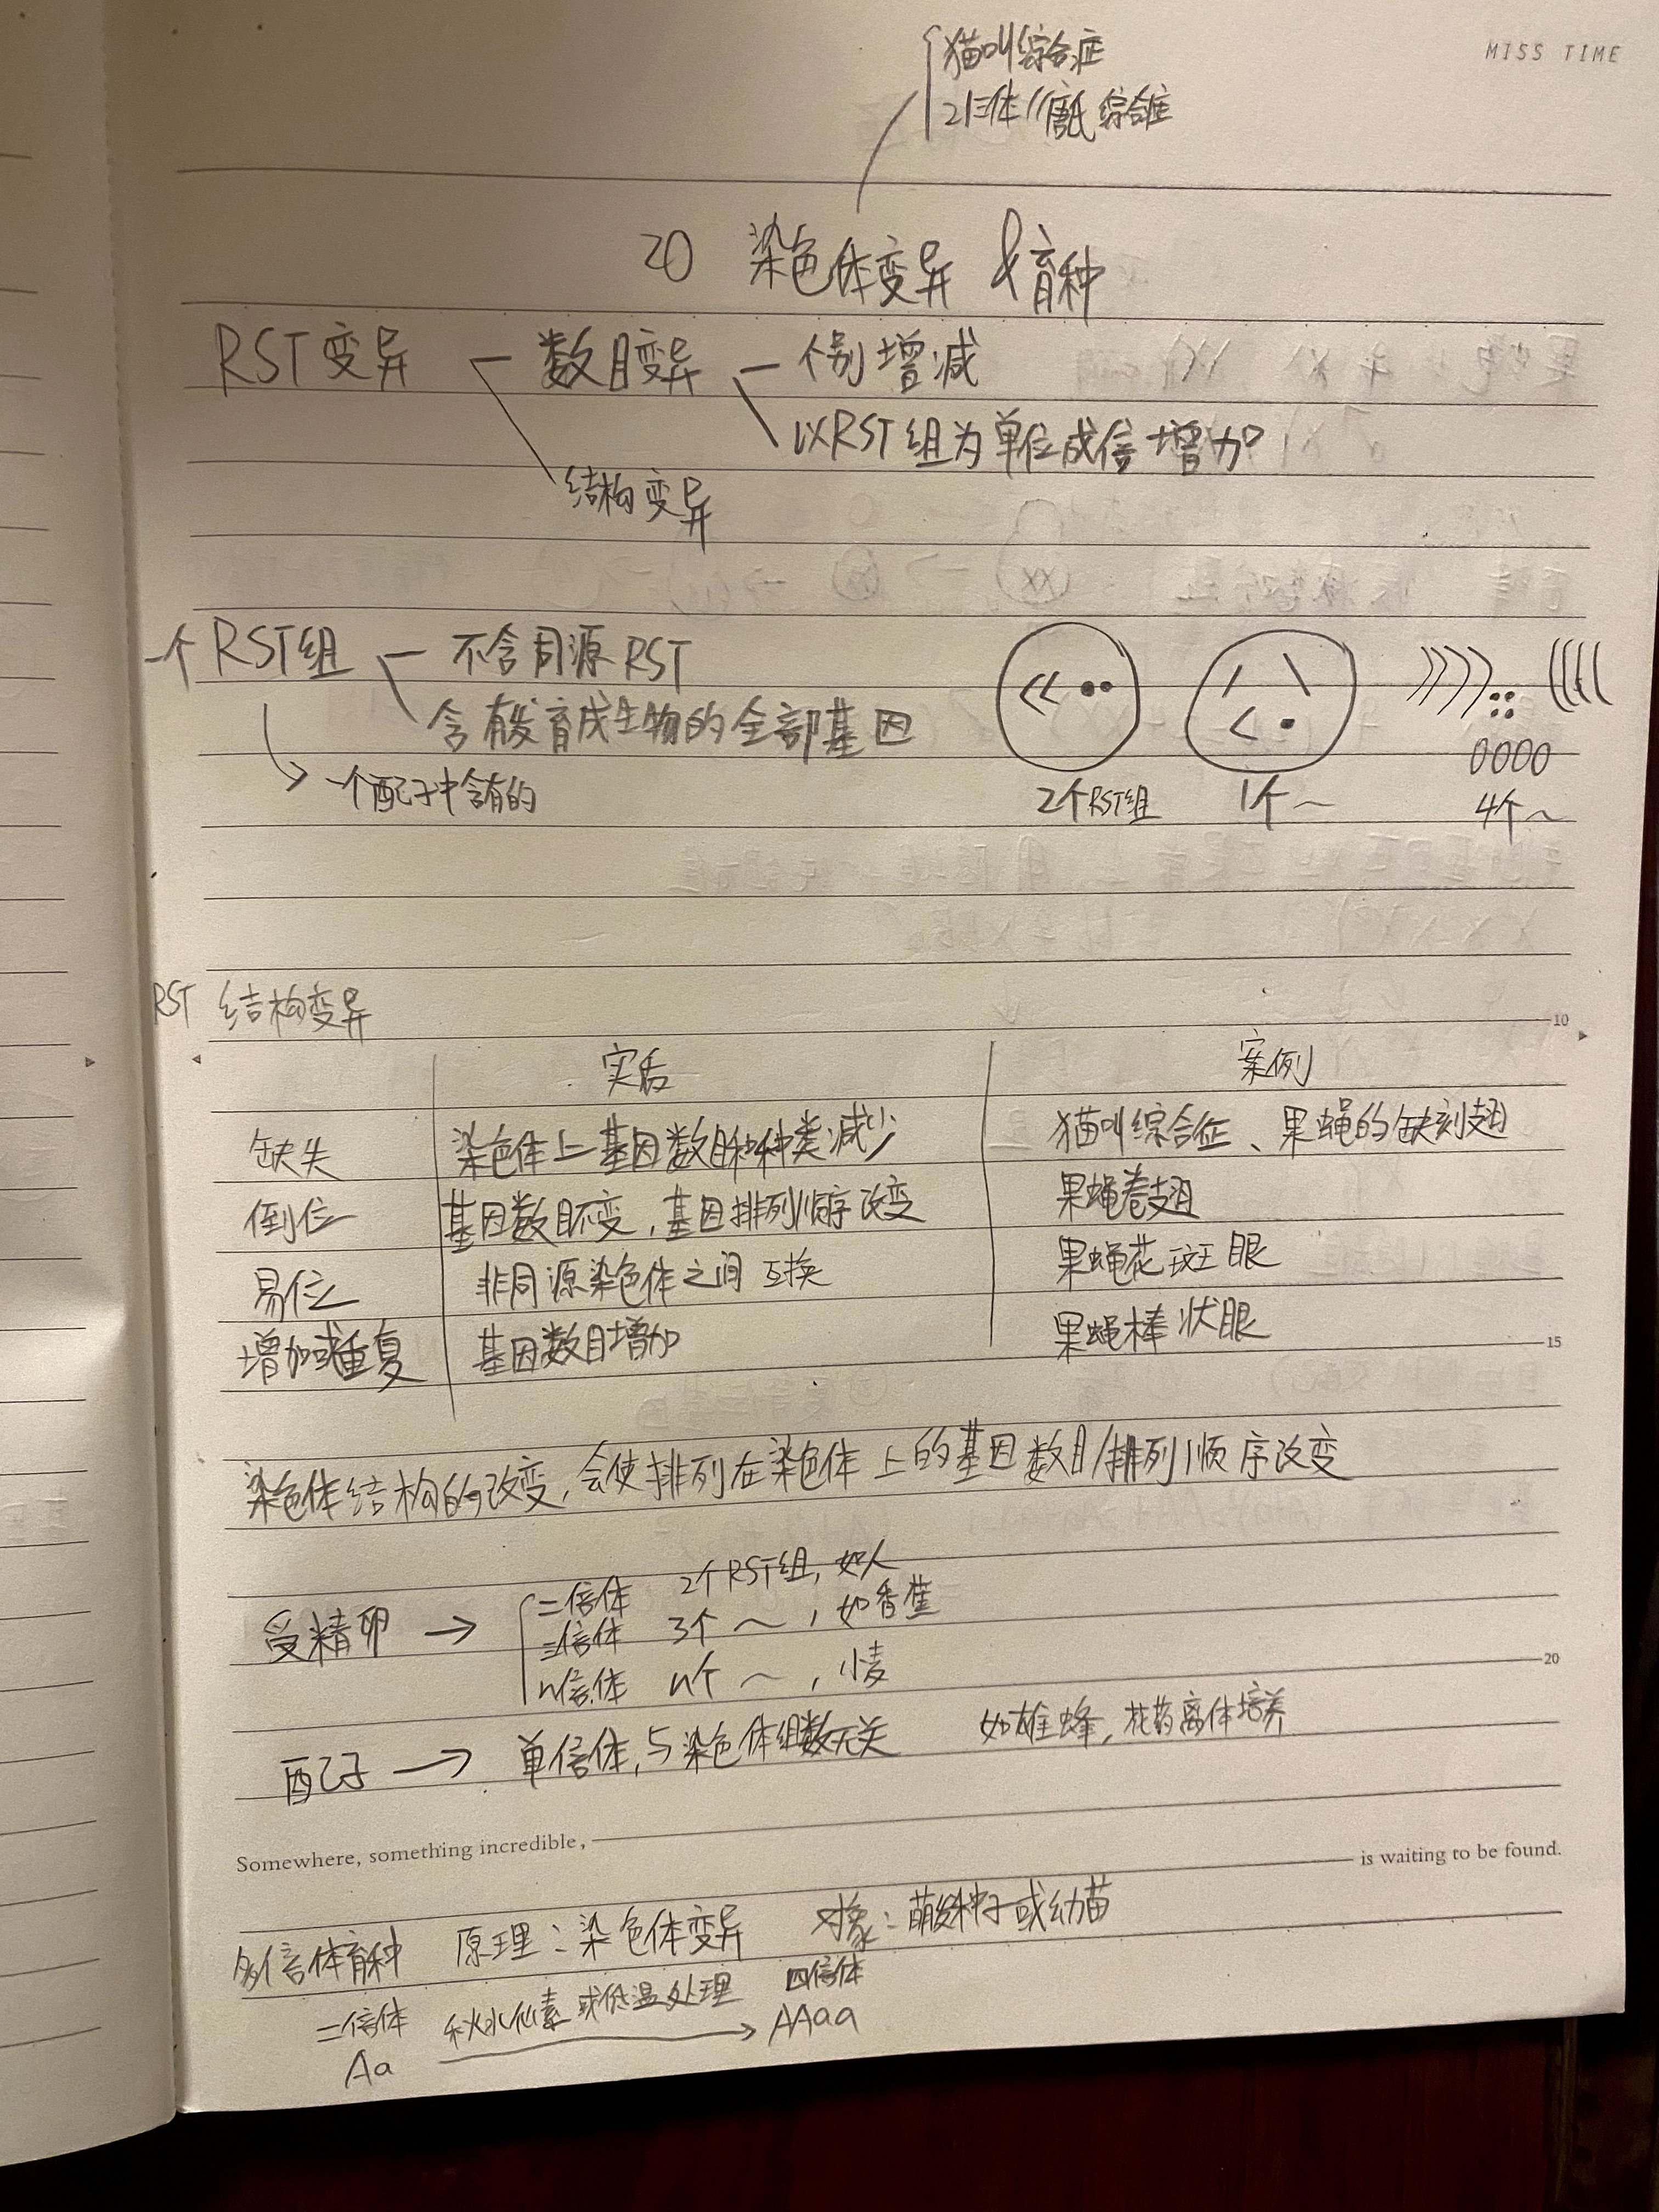 MISS TIME
猫叫综合症
21三体/愚型综合症
20 染色体变异 & 育种
RST变异 数目变异 个别增减
以RST组为单位成倍增加
结构变异
一个RST组 不含同源RST
含有发育成生物的全部基因
一个配子中含有的
2个RST组 1个~ 4个~
RST 结构变异
10
实质 案例
缺失 染色体上基因数目和种类减少 猫叫综合症、果蝇的缺刻翅
倒位 基因数目不变,基因排列顺序改变 果蝇卷翅
易位 非同源染色体之间 互换 果蝇花斑眼
增加或重复 基因数目增加 果蝇棒状眼
15
染色体结构的改变,会使排列在染色体上的基因数目/排列顺序改变
二倍体 2个RST组,如人
受精卵 → 三倍体 3个~,如香蕉
n倍体 n个~,小麦
20
配子 → 单倍体,与染色体组数无关 如雄蜂,花药离体培养
Somewhere, something incredible, is waiting to be found.
多倍体育种 原理:染色体变异 对象:萌发种子或幼苗
二倍体 秋水仙素或低温处理 四倍体
Aa → AAaa